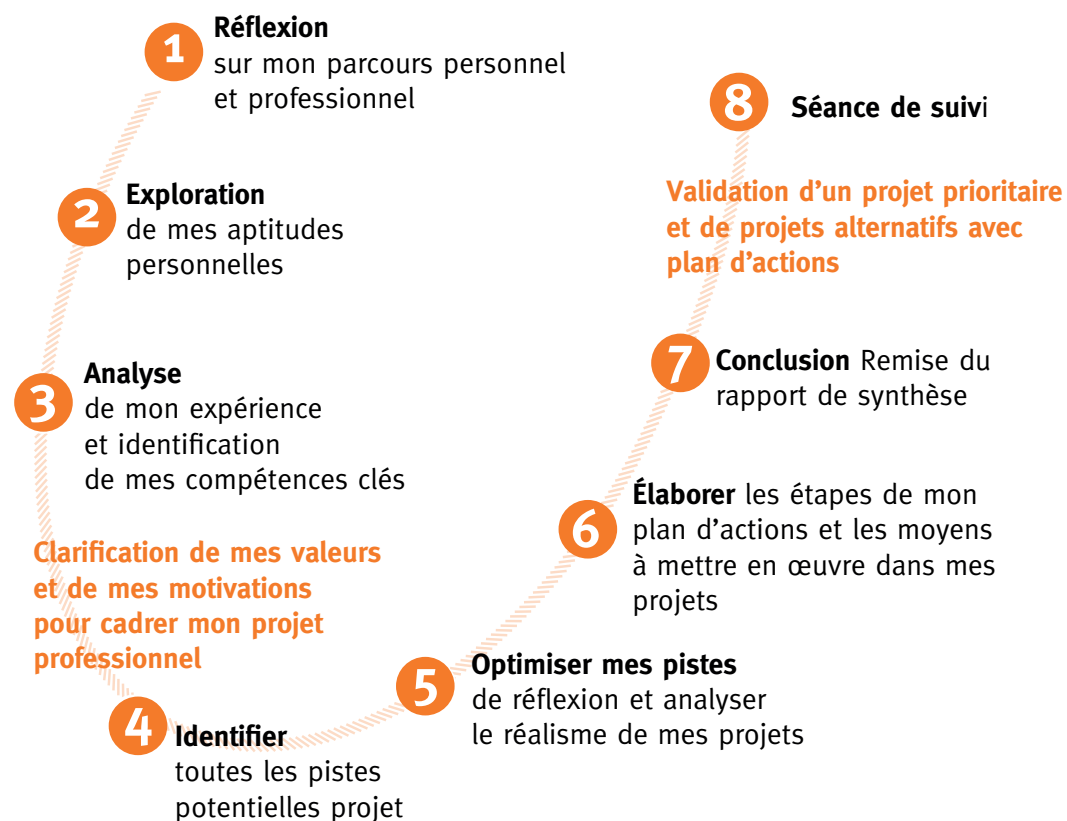 1
Réflexion
sur mon parcours personnel
et professionnel
2
Exploration
de mes aptitudes
personnelles
3
Analyse
de mon expérience
et identification
de mes compétences clés
Clarification de mes valeurs
et de mes motivations
pour cadrer mon projet
professionnel
4
Identifier
toutes les pistes
potentielles projet
5
Optimiser mes pistes
de réflexion et analyser
le réalisme de mes projets
6
Élaborer les étapes de mon
plan d’actions et les moyens
à mettre en œuvre dans mes
projets
7
Conclusion Remise du
rapport de synthèse
Validation d’un projet prioritaire
et de projets alternatifs avec
plan d’actions
8
Séance de suivi